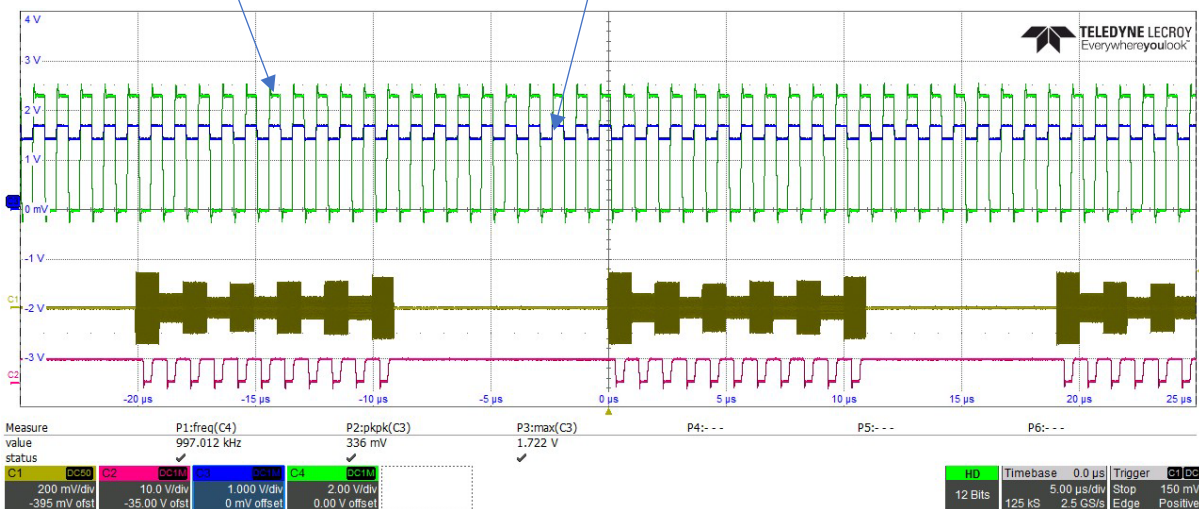 4 V
TELEDYNE LECROY
Everywhereyoulook™
3 V
2 V
1 V
0 mV
-1 V
C1
-2 V
-3 V
C2
-20 µs -15 µs -10 µs -5 µs 0 µs 5 µs 10 µs 15 µs 20 µs 25 µs
Measure P1:freq(C4) P2:pkpk(C3) P3:max(C3) P4:- - - P5:- - - P6:- - -
value 997.012 kHz 336 mV 1.722 V
status
C1 DC50 C2 DC1M C3 DC1M C4 DC1M HD Timebase 0.0 µs Trigger C1 DC
200 mV/div 10.0 V/div 1.000 V/div 2.00 V/div 12 Bits 5.00 µs/div Stop 150 mV
-395 mV ofst -35.00 V ofst 0 mV offset 0.00 V offset 125 kS 2.5 GS/s Edge Positive